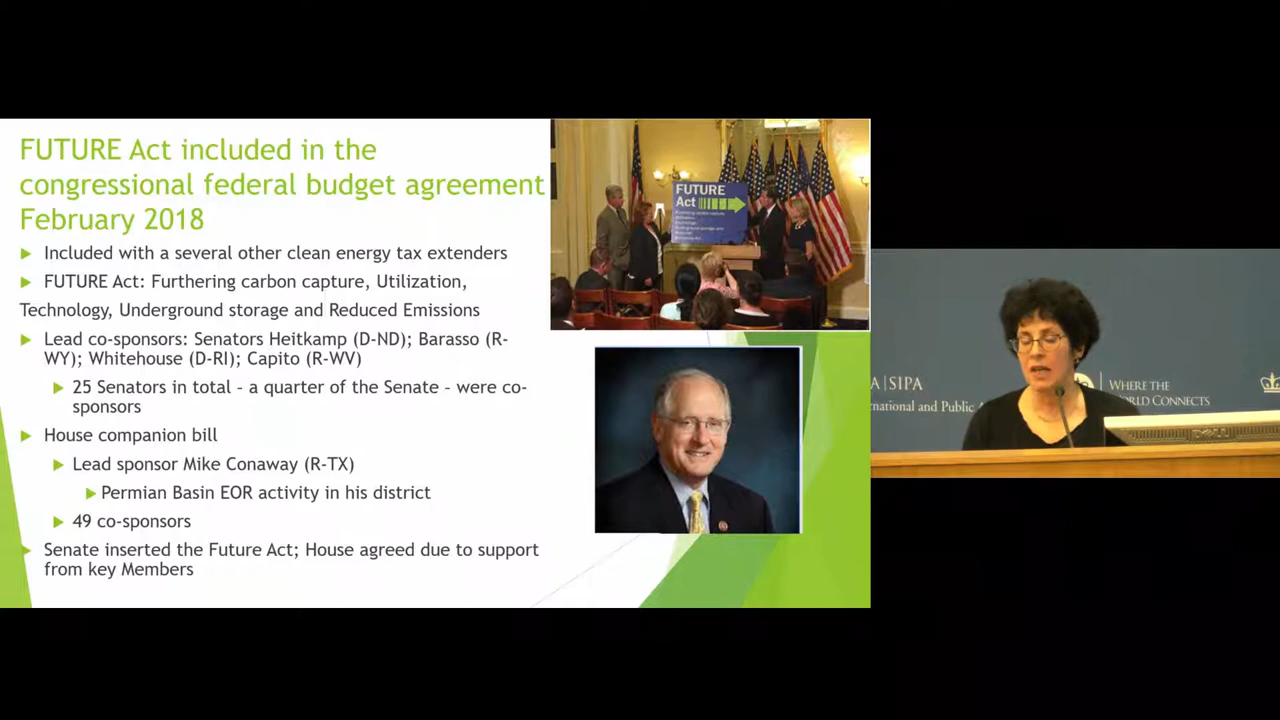 FUTURE Act included in the
congressional federal budget agreement
February 2018
Included with a several other clean energy tax extenders
FUTURE Act: Furthering carbon capture, Utilization,
Technology, Underground storage and Reduced Emissions
Lead co-sponsors: Senators Heitkamp (D-ND); Barasso (R-
WY); Whitehouse (D-RI); Capito (R-WV)
25 Senators in total – a quarter of the Senate – were co-
sponsors
House companion bill
Lead sponsor Mike Conaway (R-TX)
Permian Basin EOR activity in his district
49 co-sponsors
Senate inserted the Future Act; House agreed due to support
from key Members
FUTURE
Act
A | SIPA
and Public
WHERE THE
CONNECTS
DELL